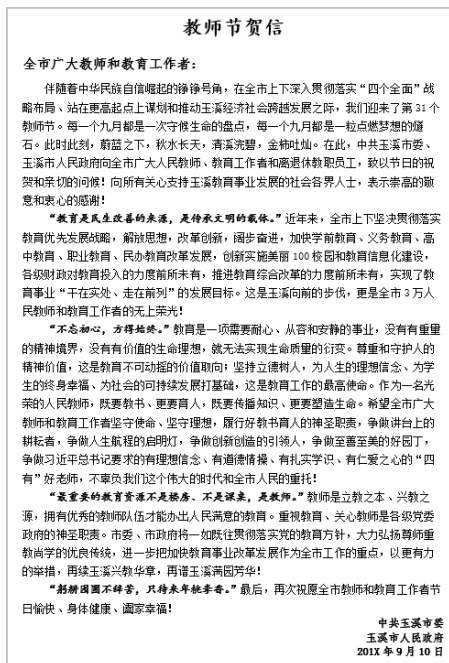 教师节贺信
全市广大教师和教育工作者：
伴随着中华民族自信崛起的铮铮号角，在全市上下深入贯彻落实“四个全面”战
略布局、站在更高起点上谋划和推动玉溪经济社会跨越发展之际，我们迎来了第31个
教师节。每一个九月都是一次守候生命的盘点，每一个九月都是一粒点燃梦想的燧
石。此时此刻，蔚蓝之下，秋水长天，清溪浣碧，金柿吐灿。在此，中共玉溪市委、
玉溪市人民政府向全市广大人民教师、教育工作者和离退休教职员工，致以节日的祝
贺和亲切的问候！向所有关心支持玉溪教育事业发展的社会各界人士，表示崇高的敬
意和衷心的感谢！
“教育是民生改善的来源，是传承文明的载体。”近年来，全市上下坚决贯彻落实
教育优先发展战略，解放思想，改革创新，阔步奋进，加快学前教育、义务教育、高
中教育、职业教育、民办教育改革发展，创新实施美丽100校园和教育信息化建设，
各级财政对教育投入的力度前所未有，推进教育综合改革的力度前所未有，实现了教
育事业“干在实处、走在前列”的发展目标。这是玉溪向前的步伐，更是全市3万人
民教师和教育工作者的无上荣光！
“不忘初心，方得始终。”教育是一项需要耐心、从容和安静的事业，没有有重量
的精神境界，没有有价值的生命理想，就无法实现生命质量的衍变。尊重和守护人的
精神价值，这是教育不可动摇的价值取向；坚持立德树人，为人生的理想信念、为学
生的终身幸福、为社会的可持续发展打基础，这是教育工作的最高使命。作为一名光
荣的人民教师，既要教书、更要育人，既要传播知识、更要塑造生命。希望全市广大
教师和教育工作者坚守使命、坚守理想，履行好教书育人的神圣职责，争做讲台上的
耕耘者，争做人生航程的启明灯，争做创新创造的引领人，争做至善至美的好园丁，
争做习近平总书记要求的有理想信念、有道德情操、有扎实学识、有仁爱之心的“四
有”好老师，不辜负我们这个伟大的时代和全市人民的重托！
“最重要的教育资源不是楼房、不是课桌，是教师。”教师是立教之本、兴教之
源，拥有优秀的教师队伍才能办出人民满意的教育。重视教育、关心教师是各级党委
政府的神圣职责。市委、市政府将一如既往贯彻落实党的教育方针，大力弘扬尊师重
教尚学的优良传统，进一步把加快教育事业改革发展作为全市工作的重点，以更有力
的举措，再续玉溪兴教华章，再谱玉溪满园芳华！
“躬耕园圃不辞苦，只待来年桃李香。”最后，再次祝愿全市教师和教育工作者节
日愉快、身体健康、阖家幸福！
中共玉溪市委
玉溪市人民政府
201X年9月10日